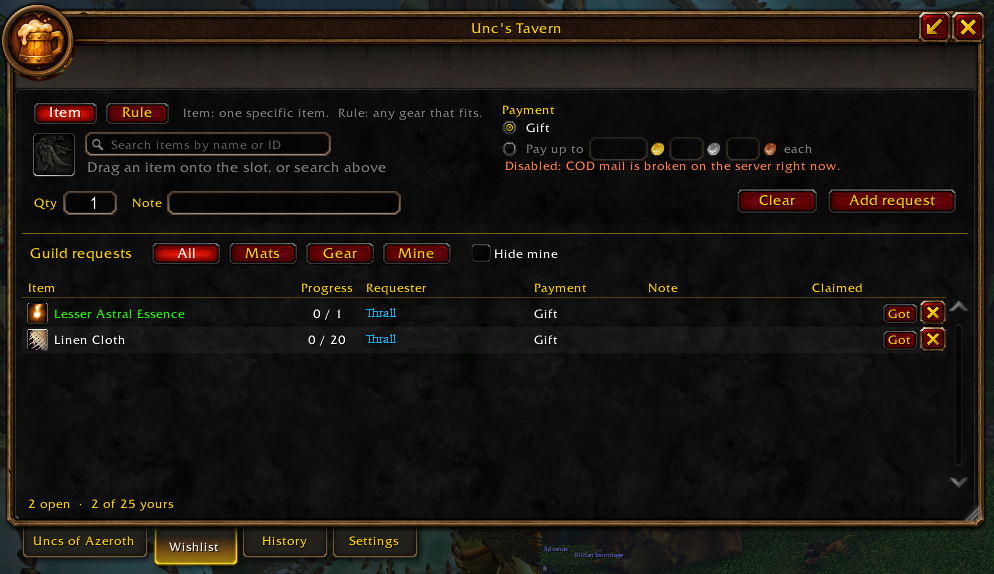 Unc's Tavern
Item Rule Item: one specific item. Rule: any gear that fits.
Payment
Gift
Search items by name or ID
Pay up to each
Drag an item onto the slot, or search above
Disabled: COD mail is broken on the server right now.
Qty 1 Note
Clear Add request
Guild requests All Mats Gear Mine Hide mine
Item Progress Requester Payment Note Claimed
Lesser Astral Essence 0 / 1 Thrall Gift Got
Linen Cloth 0 / 20 Thrall Gift Got
2 open · 2 of 25 yours
Uncs of Azeroth Wishlist History Settings
Sylvanas
Illidan Stormrage